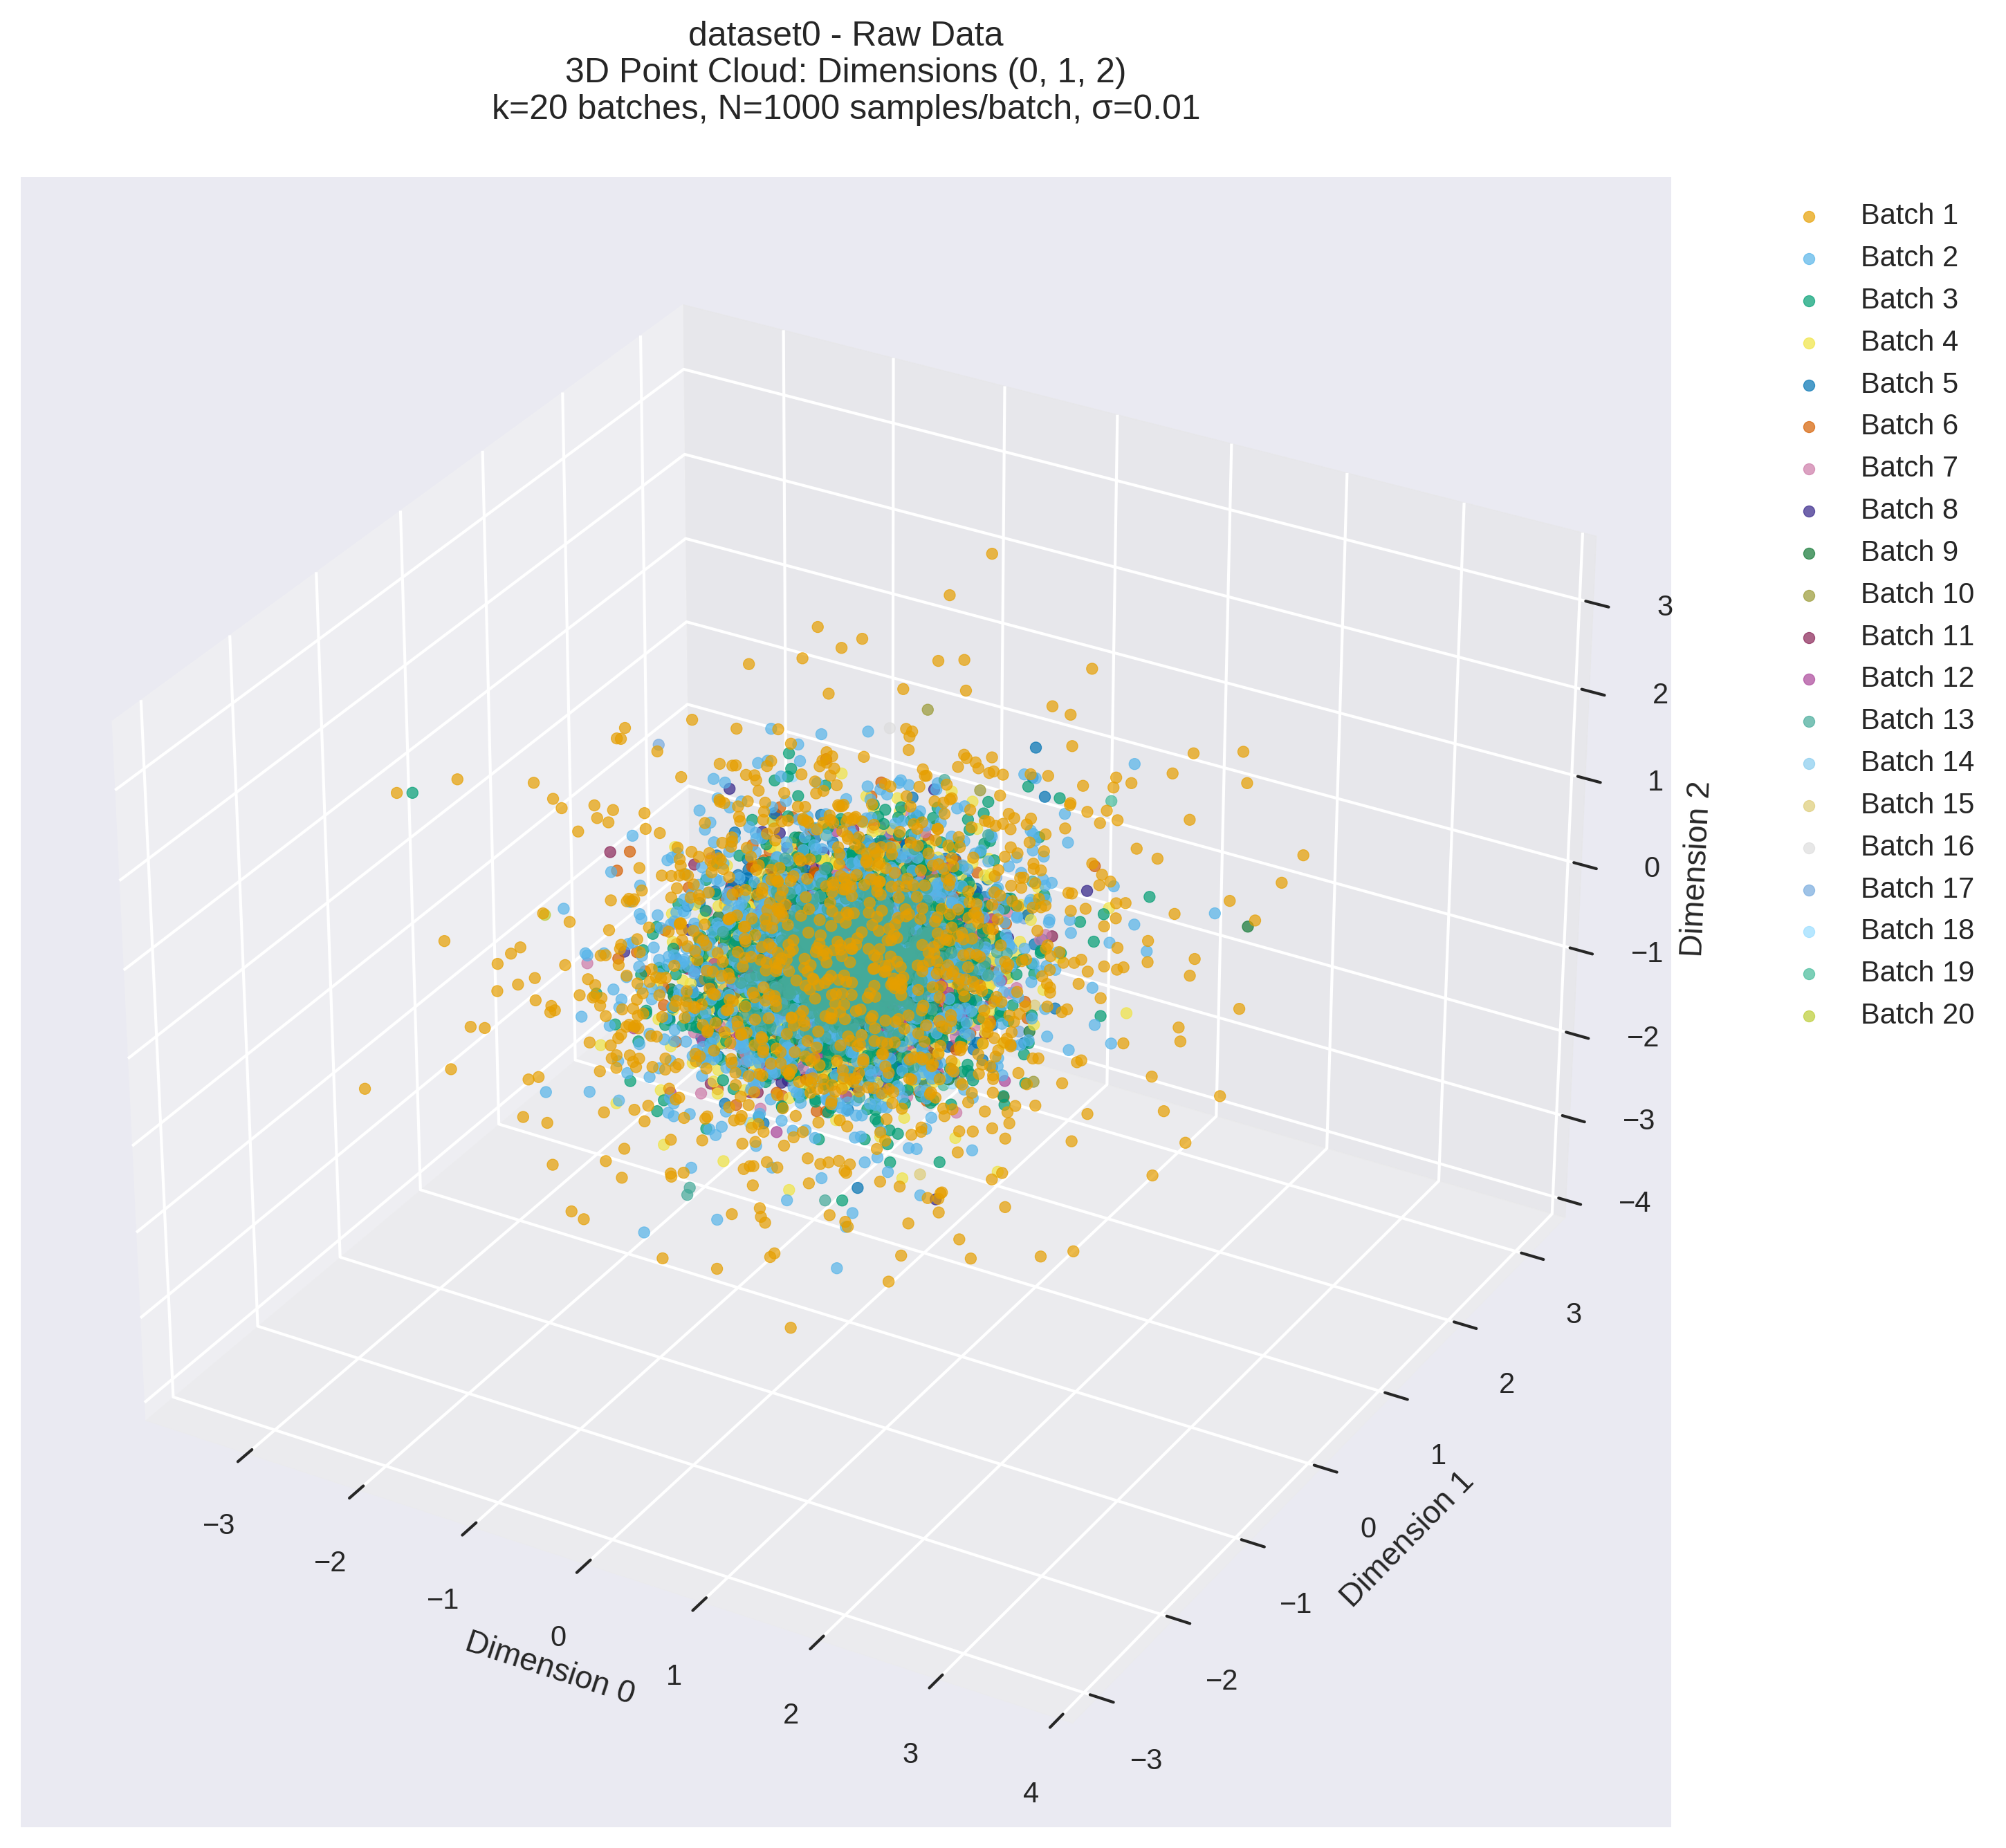 dataset0 - Raw Data
3D Point Cloud: Dimensions (0, 1, 2)
k=20 batches, N=1000 samples/batch, σ=0.01
Batch 1
Batch 2
Batch 3
Batch 4
Batch 5
Batch 6
Batch 7
Batch 8
Batch 9
Batch 10
Batch 11
Batch 12
Batch 13
Batch 14
Batch 15
Batch 16
Batch 17
Batch 18
Batch 19
Batch 20
3
2
1
0
−1
−2
−3
−4
Dimension 2
3
2
1
0
−1
−2
−3
Dimension 1
−3
−2
−1
0
1
2
3
4
Dimension 0